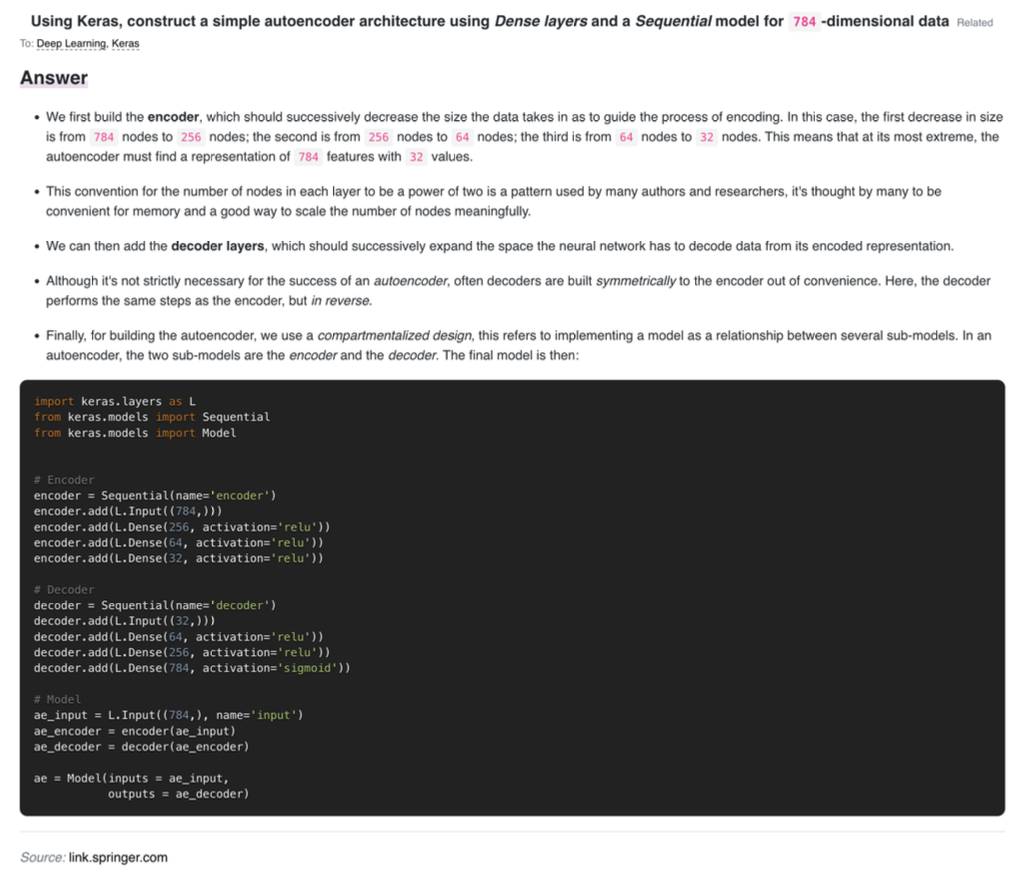 Using Keras, construct a simple autoencoder architecture using Dense layers and a Sequential model for 784 -dimensional data Related
To: Deep Learning, Keras
Answer
• We first build the encoder, which should successively decrease the size the data takes in as to guide the process of encoding. In this case, the first decrease in size
is from 784 nodes to 256 nodes; the second is from 256 nodes to 64 nodes; the third is from 64 nodes to 32 nodes. This means that at its most extreme, the
autoencoder must find a representation of 784 features with 32 values.
• This convention for the number of nodes in each layer to be a power of two is a pattern used by many authors and researchers, it's thought by many to be
convenient for memory and a good way to scale the number of nodes meaningfully.
• We can then add the decoder layers, which should successively expand the space the neural network has to decode data from its encoded representation.
• Although it's not strictly necessary for the success of an autoencoder, often decoders are built symmetrically to the encoder out of convenience. Here, the decoder
performs the same steps as the encoder, but in reverse.
• Finally, for building the autoencoder, we use a compartmentalized design, this refers to implementing a model as a relationship between several sub-models. In an
autoencoder, the two sub-models are the encoder and the decoder. The final model is then:
import keras.layers as L
from keras.models import Sequential
from keras.models import Model
# Encoder
encoder = Sequential(name='encoder')
encoder.add(L.Input((784,)))
encoder.add(L.Dense(256, activation='relu'))
encoder.add(L.Dense(64, activation='relu'))
encoder.add(L.Dense(32, activation='relu'))
# Decoder
decoder = Sequential(name='decoder')
decoder.add(L.Input((32,)))
decoder.add(L.Dense(64, activation='relu'))
decoder.add(L.Dense(256, activation='relu'))
decoder.add(L.Dense(784, activation='sigmoid'))
# Model
ae_input = L.Input((784,), name='input')
ae_encoder = encoder(ae_input)
ae_decoder = decoder(ae_encoder)
ae = Model(inputs = ae_input,
outputs = ae_decoder)
Source: link.springer.com